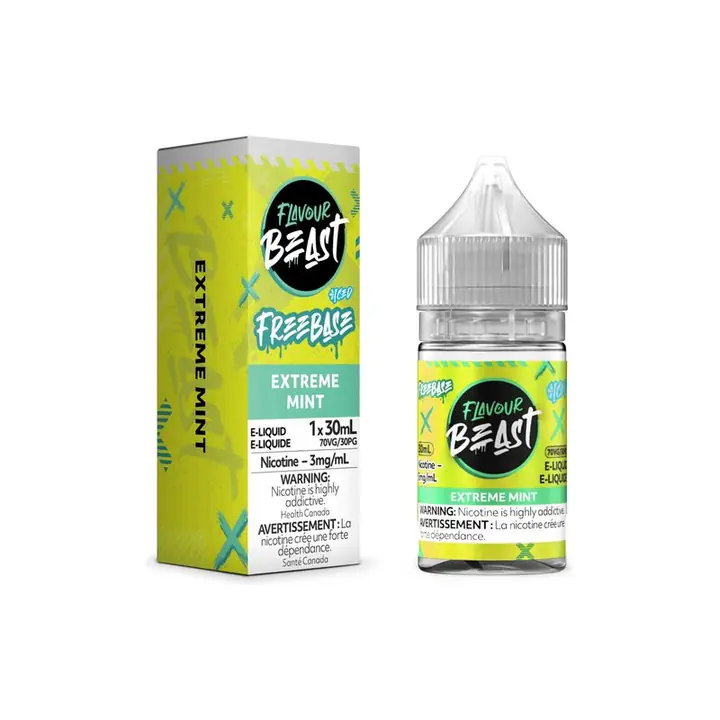 EXTREME MINT
BEAST
FLAVOUR
BEAST
ICED
FREEBASE
EXTREME
MINT
E-LIQUID
E-LIQUIDE
1 x 30mL
70VG/30PG
Nicotine – 3mg/mL
WARNING:
Nicotine is highly
addictive.
Health Canada
AVERTISSEMENT : La
nicotine crée une forte
dépendance.
Santé Canada
FREEBASE
ICED
FLAVOUR
BEAST
30mL
Nicotine –
3mg/mL
70VG/30PG
E-LIQUID
E-LIQUIDE
EXTREME MINT
WARNING: Nicotine is highly addictive.
AVERTISSEMENT : La nicotine crée une
forte dépendance.